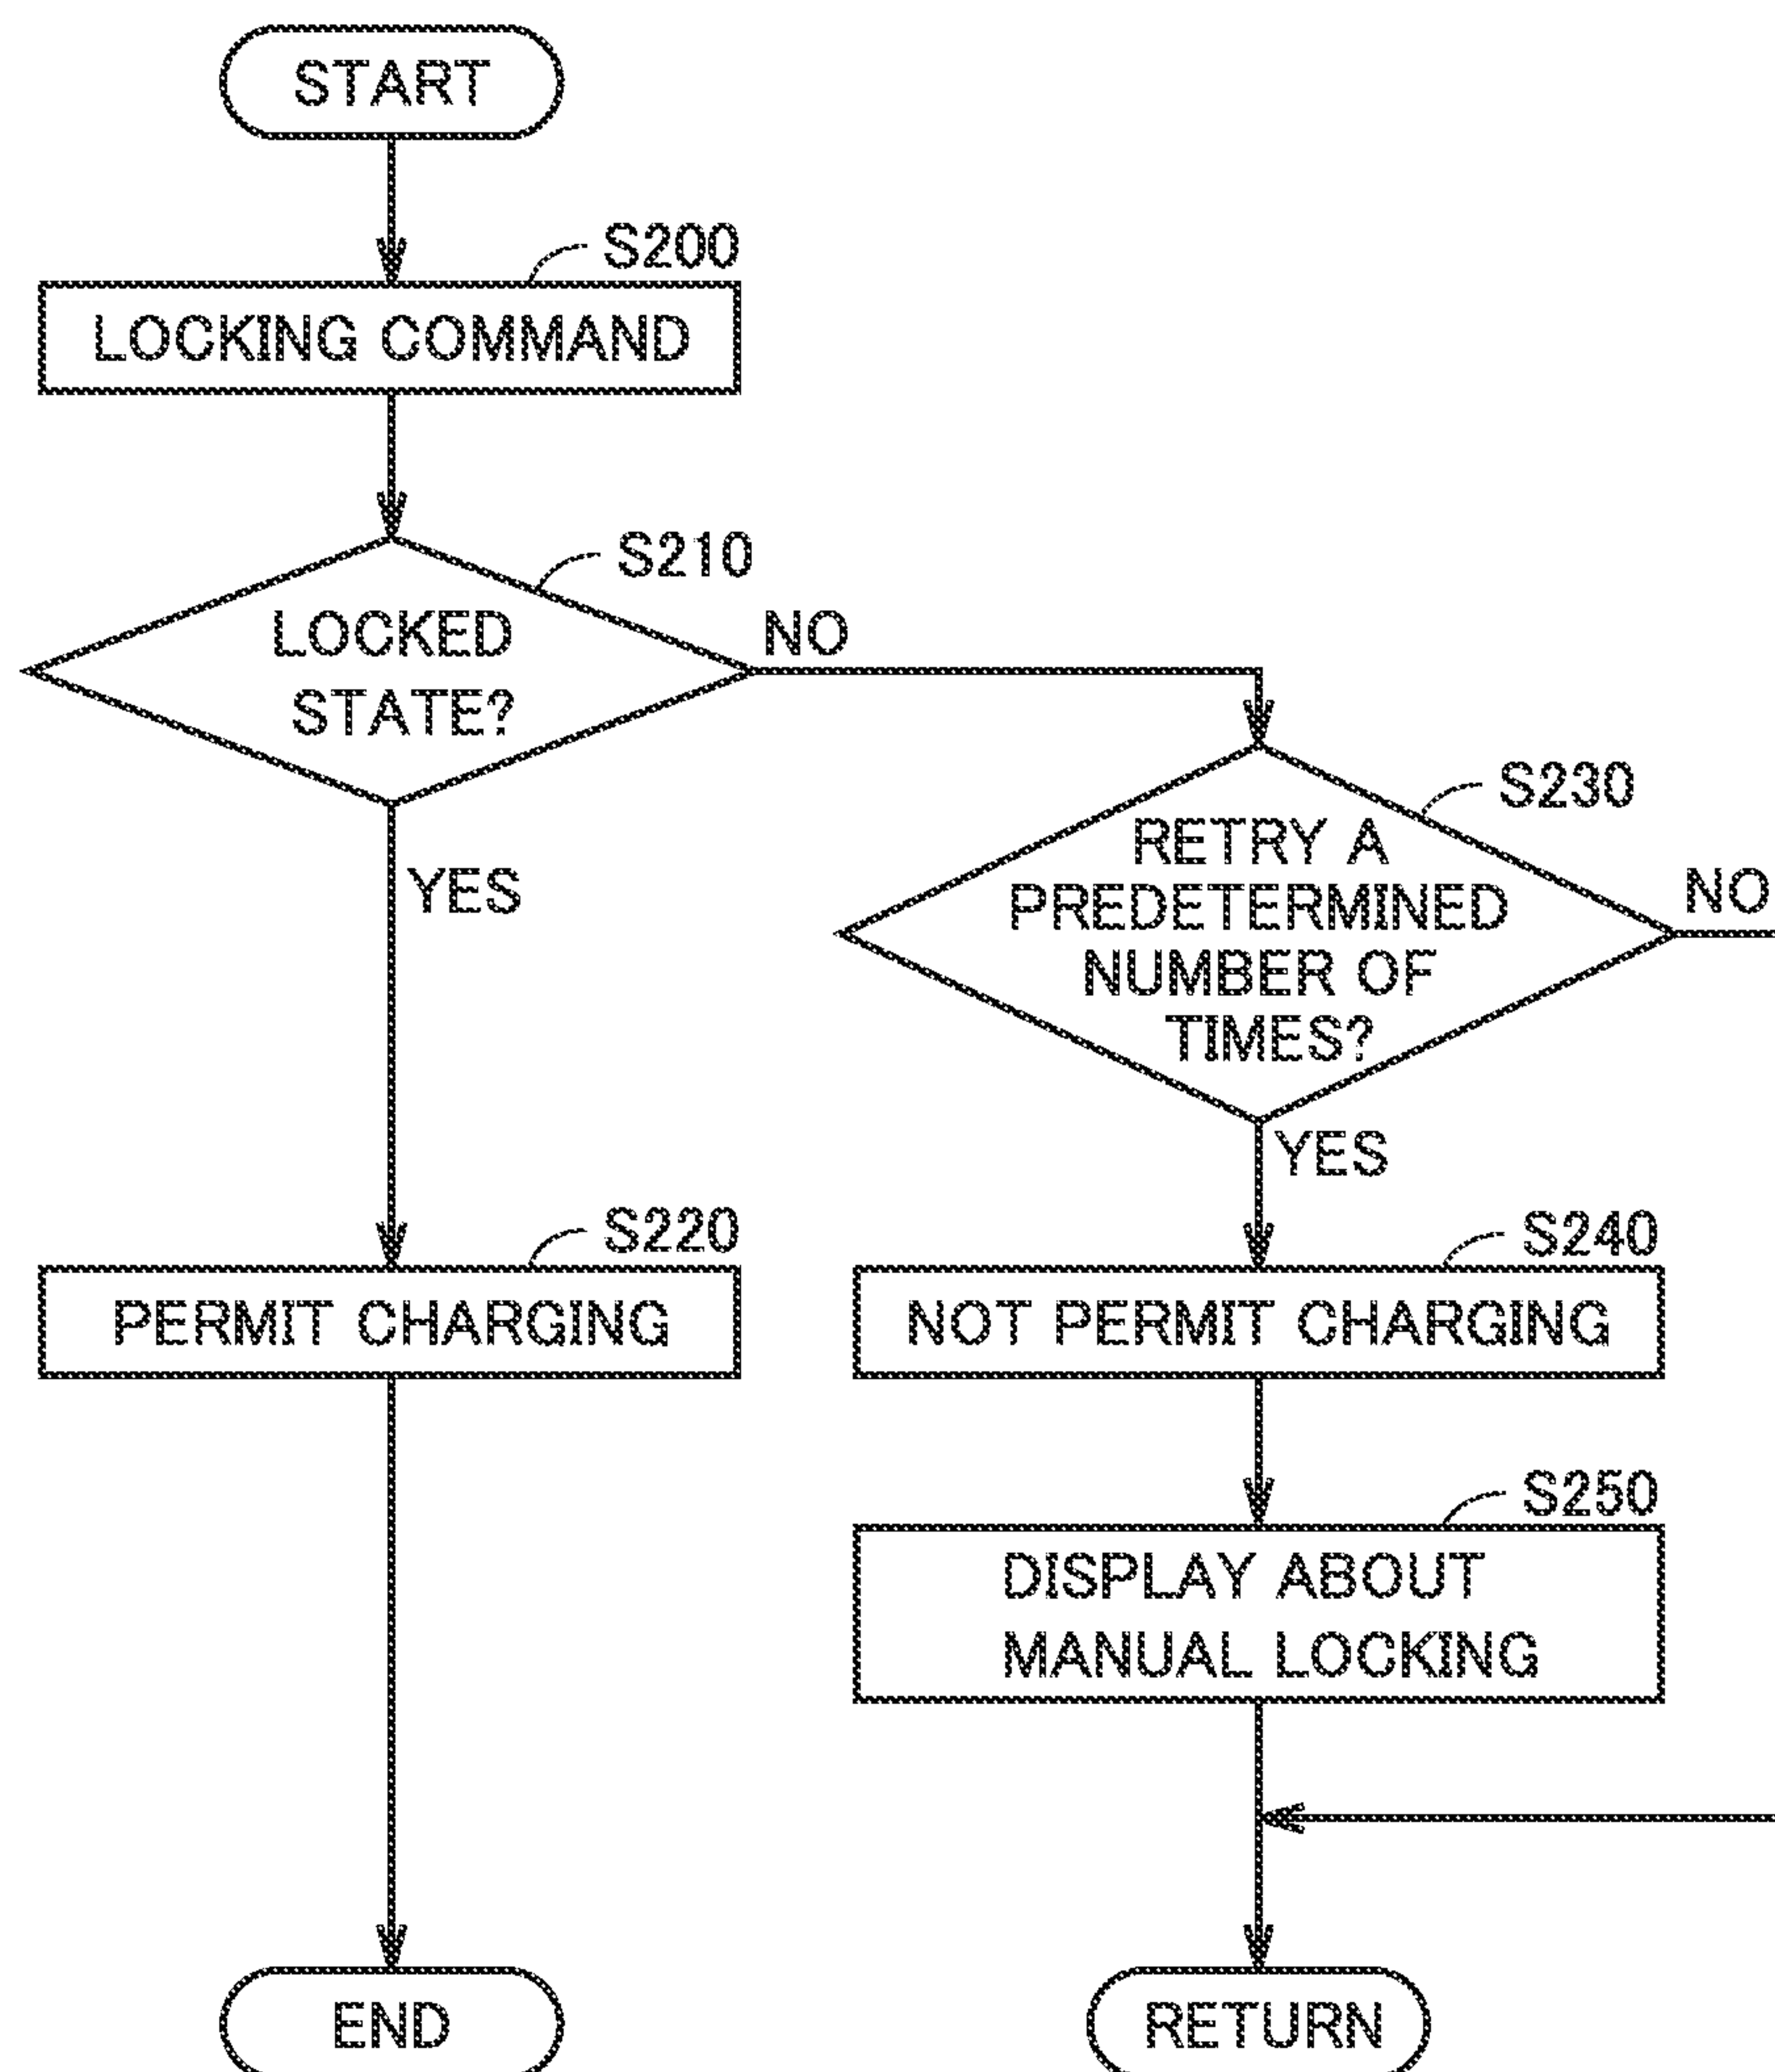 START
S200
LOCKING COMMAND
S210
LOCKED
STATE?
NO
YES
S230
RETRY A
PREDETERMINED
NUMBER OF
TIMES?
NO
YES
S220
PERMIT CHARGING
S240
NOT PERMIT CHARGING
S250
DISPLAY ABOUT
MANUAL LOCKING
END
RETURN